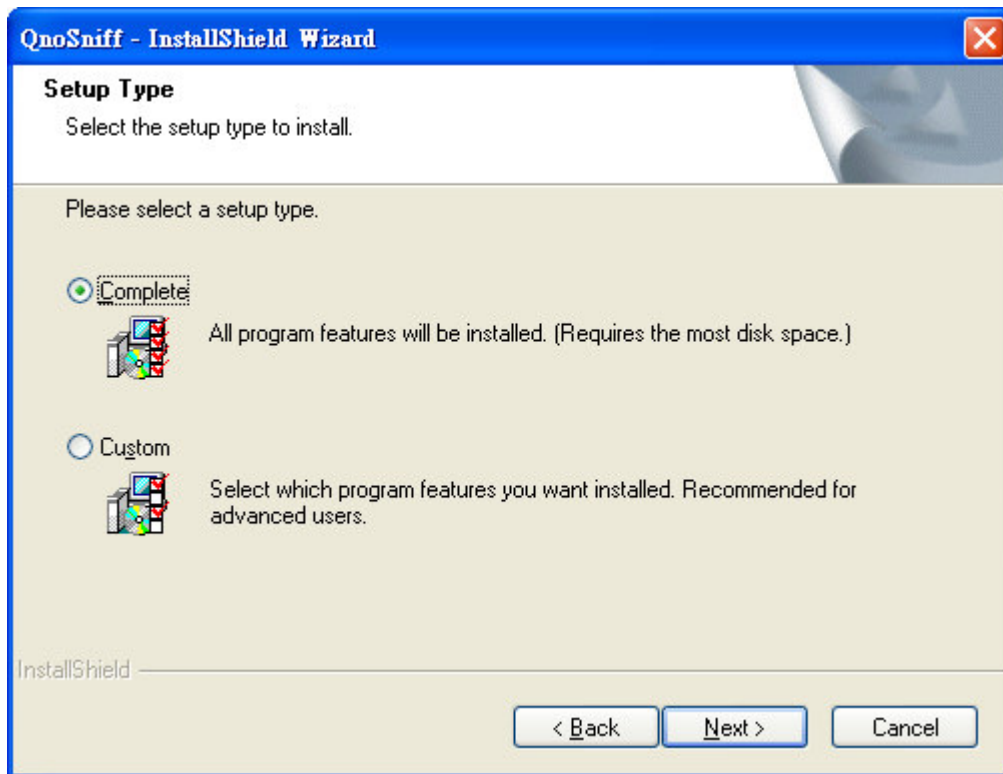 QnoSniff - InstallShield Wizard
Setup Type
Select the setup type to install.
Please select a setup type.
Complete
All program features will be installed. (Requires the most disk space.)
Custom
Select which program features you want installed. Recommended for
advanced users.
InstallShield
< Back
Next >
Cancel